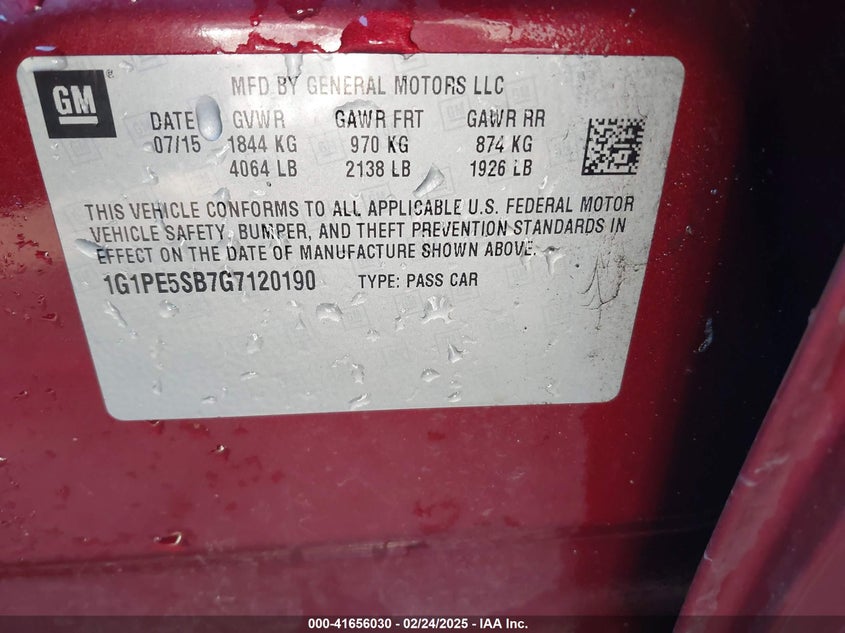 GM
MFD BY GENERAL MOTORS LLC
DATE GVWR GAWR FRT GAWR RR
07/15 1844 KG 970 KG 874 KG
4064 LB 2138 LB 1926 LB
THIS VEHICLE CONFORMS TO ALL APPLICABLE U.S. FEDERAL MOTOR
VEHICLE SAFETY, BUMPER, AND THEFT PREVENTION STANDARDS IN
EFFECT ON THE DATE OF MANUFACTURE SHOWN ABOVE.
1G1PE5SB7G7120190 TYPE: PASS CAR
000-41656030 - 02/24/2025 - IAA Inc.